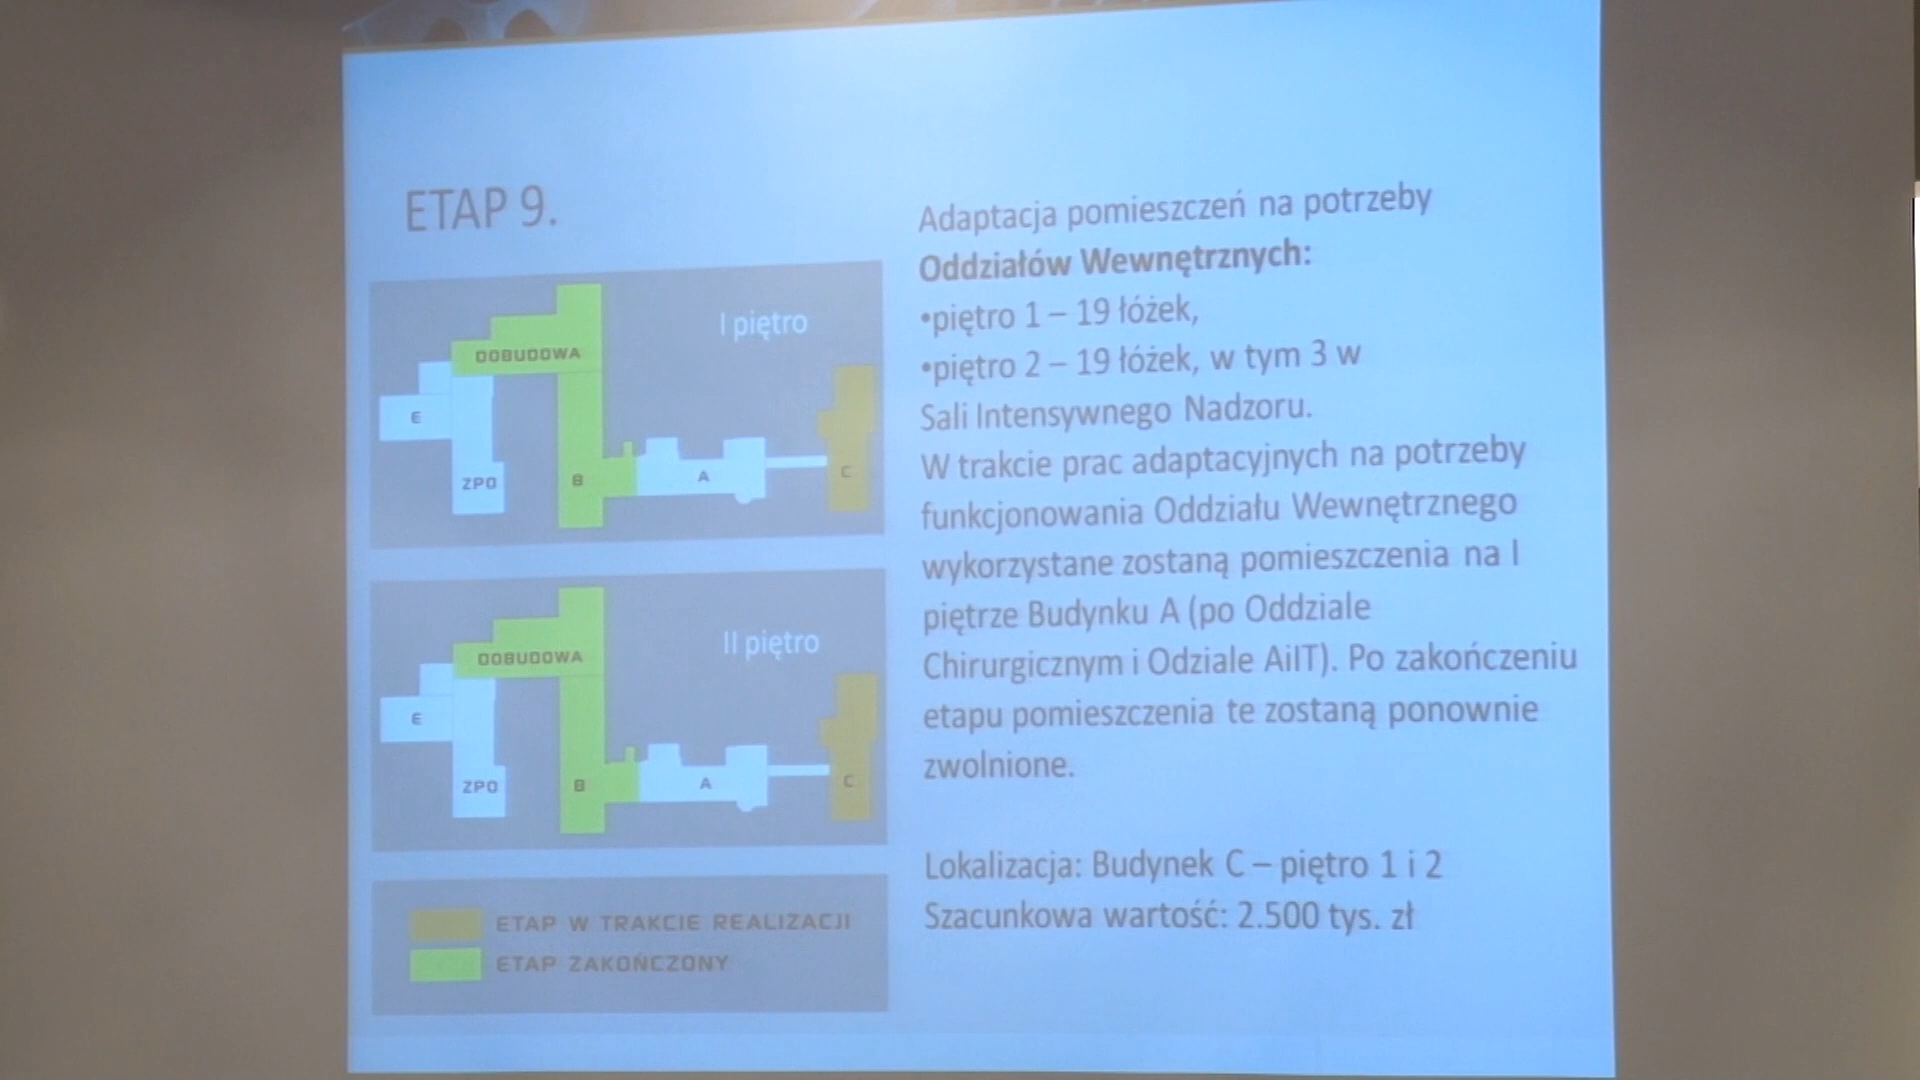 ETAP 9.
I piętro
DOBUDOWA
E
ZPO
B
A
C
II piętro
DOBUDOWA
E
ZPO
B
A
C
ETAP W TRAKCIE REALIZACJI
ETAP ZAKOŃCZONY
Adaptacja pomieszczeń na potrzeby
Oddziałów Wewnętrznych:
•piętro 1 – 19 łóżek,
•piętro 2 – 19 łóżek, w tym 3 w
Sali Intensywnego Nadzoru.
W trakcie prac adaptacyjnych na potrzeby
funkcjonowania Oddziału Wewnętrznego
wykorzystane zostaną pomieszczenia na I
piętrze Budynku A (po Oddziale
Chirurgicznym i Odziale AiIT). Po zakończeniu
etapu pomieszczenia te zostaną ponownie
zwolnione.
Lokalizacja: Budynek C – piętro 1 i 2
Szacunkowa wartość: 2.500 tys. zł